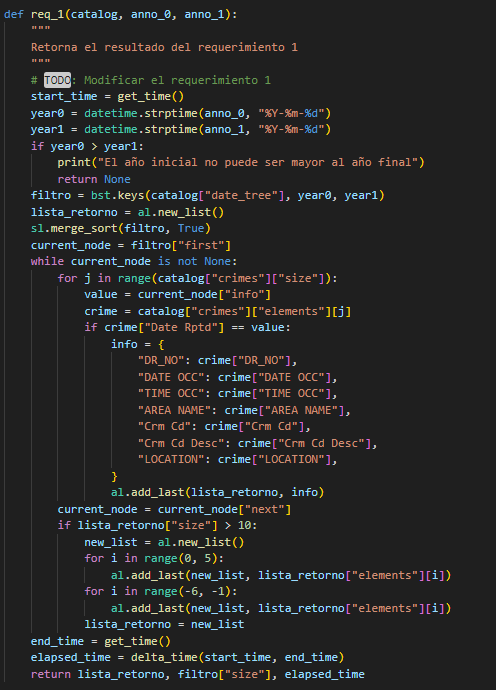 def req_1(catalog, anno_0, anno_1):
    """
    Retorna el resultado del requerimiento 1
    """
    # TODO: Modificar el requerimiento 1
    start_time = get_time()
    year0 = datetime.strptime(anno_0, "%Y-%m-%d")
    year1 = datetime.strptime(anno_1, "%Y-%m-%d")
    if year0 > year1:
        print("El año inicial no puede ser mayor al año final")
        return None
    filtro = bst.keys(catalog["date_tree"], year0, year1)
    lista_retorno = al.new_list()
    sl.merge_sort(filtro, True)
    current_node = filtro["first"]
    while current_node is not None:
        for j in range(catalog["crimes"]["size"]):
            value = current_node["info"]
            crime = catalog["crimes"]["elements"][j]
            if crime["Date Rptd"] == value:
                info = {
                    "DR_NO": crime["DR_NO"],
                    "DATE OCC": crime["DATE OCC"],
                    "TIME OCC": crime["TIME OCC"],
                    "AREA NAME": crime["AREA NAME"],
                    "Crm Cd": crime["Crm Cd"],
                    "Crm Cd Desc": crime["Crm Cd Desc"],
                    "LOCATION": crime["LOCATION"],
                }
                al.add_last(lista_retorno, info)
        current_node = current_node["next"]
        if lista_retorno["size"] > 10:
            new_list = al.new_list()
            for i in range(0, 5):
                al.add_last(new_list, lista_retorno["elements"][i])
            for i in range(-6, -1):
                al.add_last(new_list, lista_retorno["elements"][i])
            lista_retorno = new_list
    end_time = get_time()
    elapsed_time = delta_time(start_time, end_time)
    return lista_retorno, filtro["size"], elapsed_time